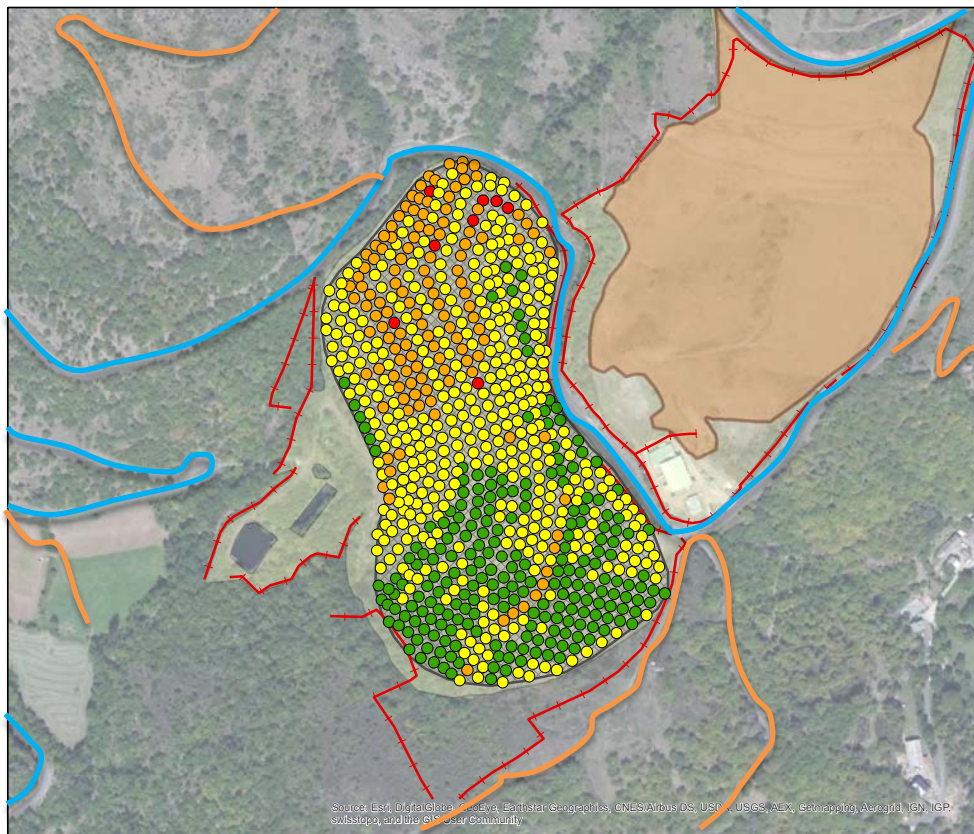 Source: Esri, DigitalGlobe, GeoEye, Earthstar Geographics, CNES/Airbus DS, USDA, USGS, AEX, Getmapping, Aerogrid, IGN, IGP,
swisstopo, and the GIS User Community